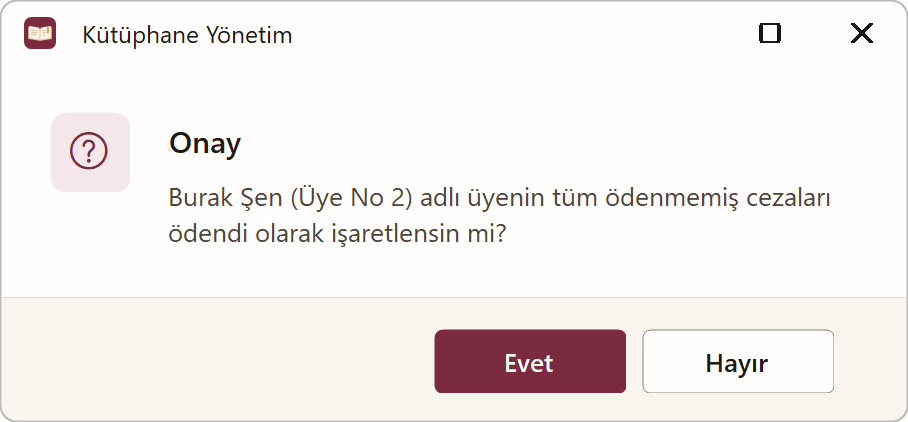 Kütüphane Yönetim
Onay
Burak Şen (Üye No 2) adlı üyenin tüm ödenmemiş cezaları
ödendi olarak işaretlensin mi?
Evet
Hayır